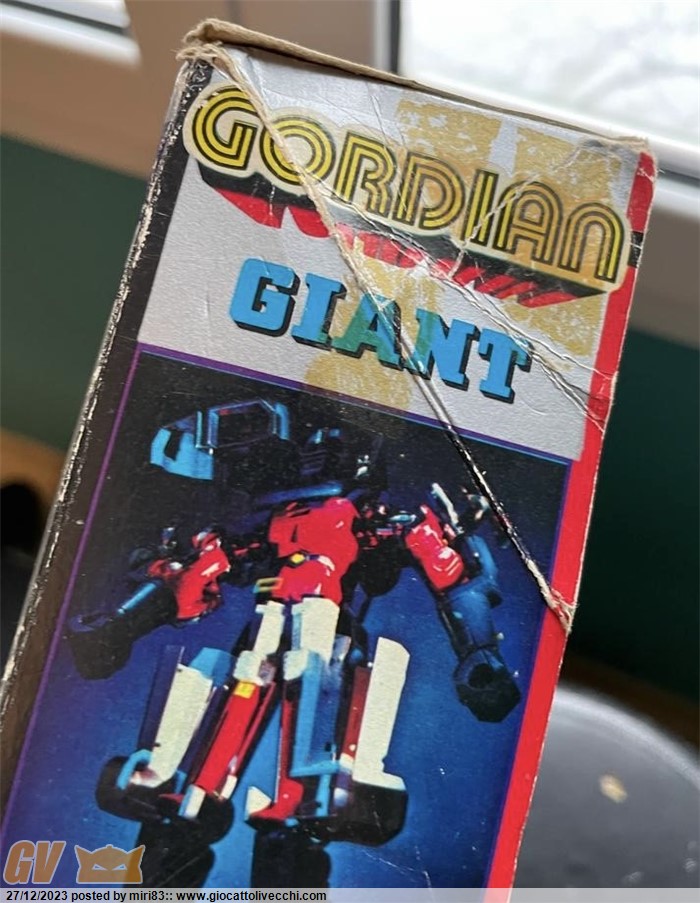 GORDIAN
GIANT
GV
27/12/2023 posted by miri83:: www.giocattolivecchi.com